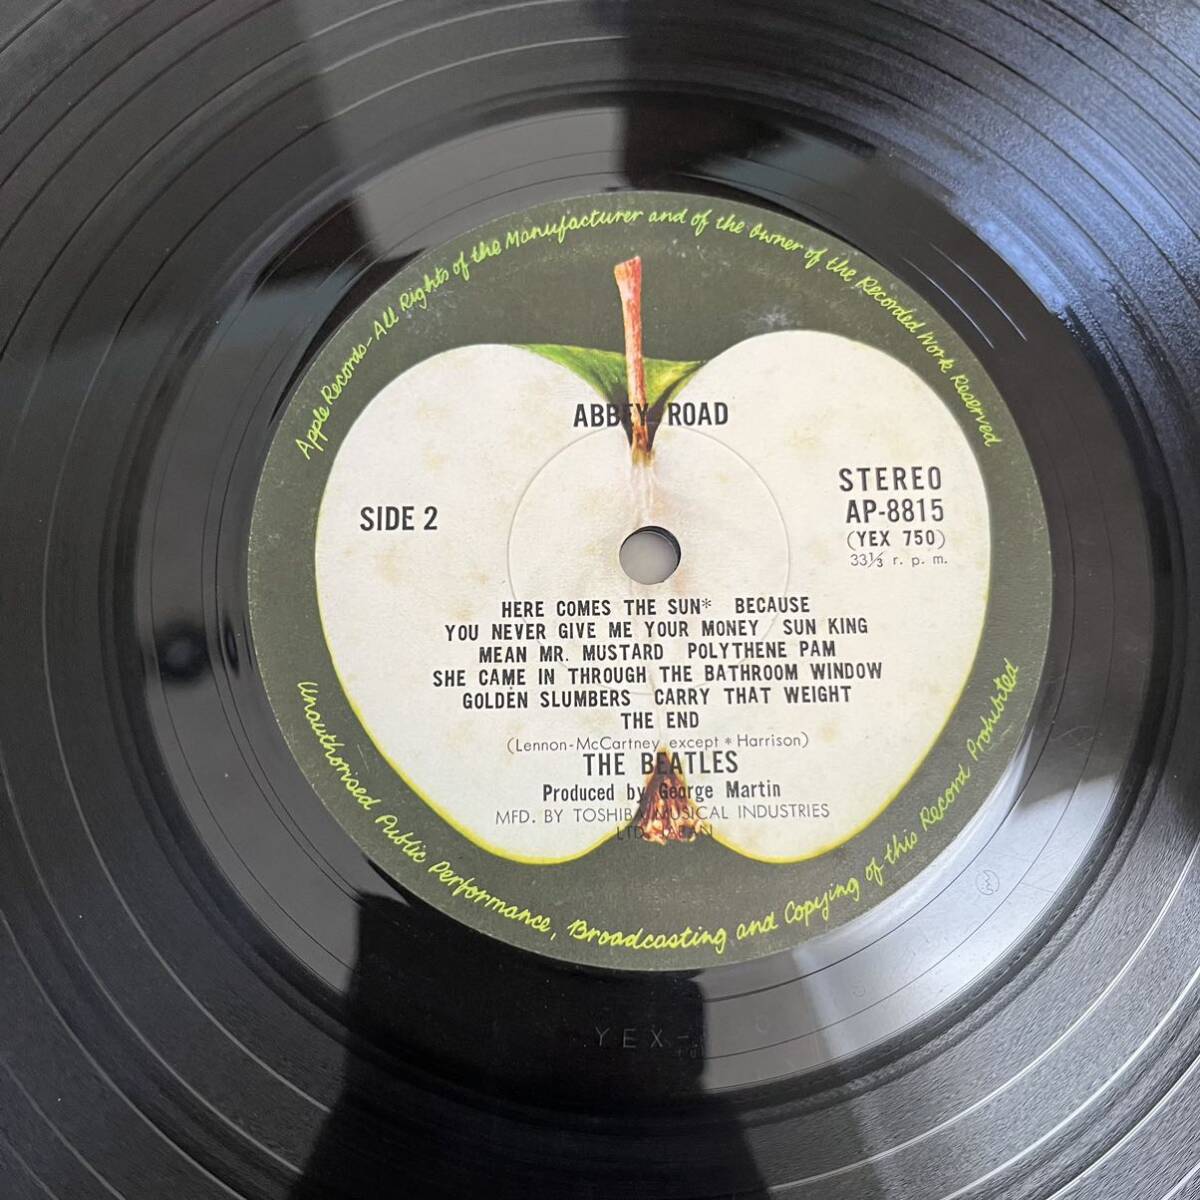 Apple Records-All Rights of the Manufacturer and of the Owner of the Recorded Work Reserved
ABBEY ROAD
SIDE 2
STEREO
AP-8815
(YEX 750)
33⅓ r. p. m.
HERE COMES THE SUN* BECAUSE
YOU NEVER GIVE ME YOUR MONEY SUN KING
MEAN MR. MUSTARD POLYTHENE PAM
SHE CAME IN THROUGH THE BATHROOM WINDOW
GOLDEN SLUMBERS CARRY THAT WEIGHT
THE END
(Lennon-McCartney except * Harrison)
THE BEATLES
Produced by George Martin
MFD. BY TOSHIBA MUSICAL INDUSTRIES
LTD. JAPAN
Unauthorised Public Performance, Broadcasting and Copying of this Record Prohibited
YEX-